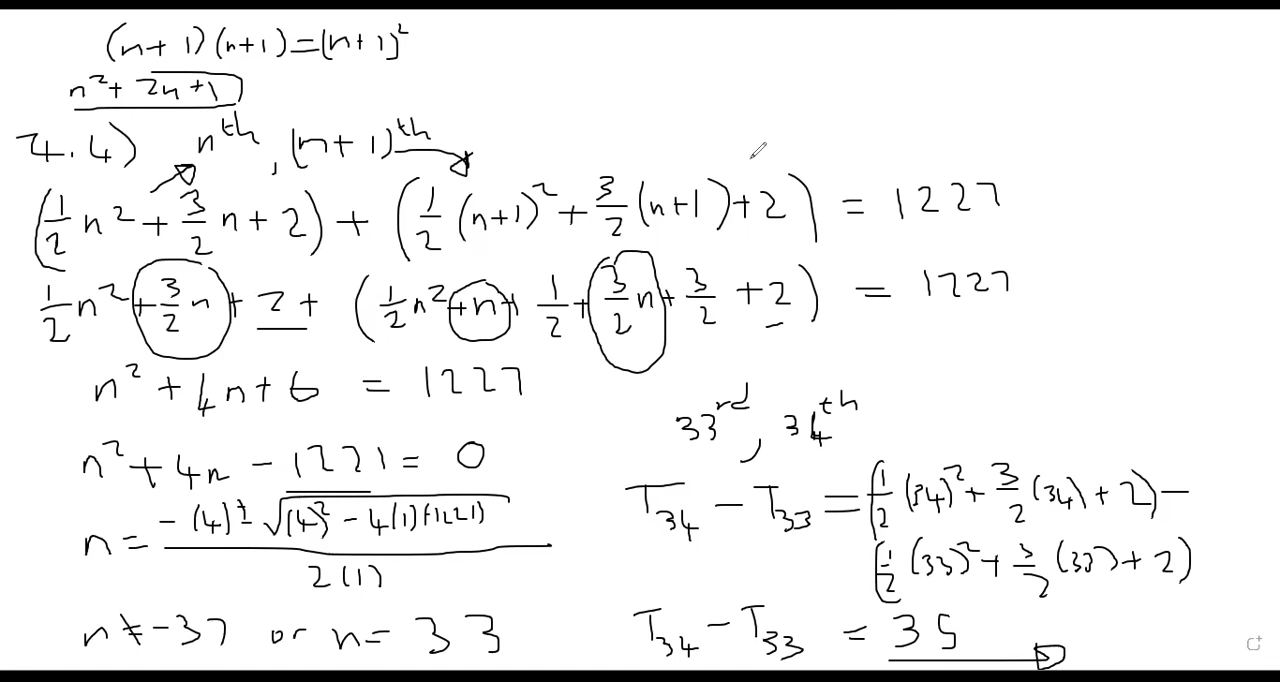 (n+1)(n+1)=(n+1)²
n²+2n+1
4.4) nth, (n+1)th
(1/2 n² + 3/2 n + 2) + (1/2 (n+1)² + 3/2 (n+1) + 2) = 1227
1/2 n² + 3/2 n + 2 + (1/2 n² + n + 1/2 + 3/2 n + 3/2 + 2) = 1227
n² + 4n + 6 = 1227
n² + 4n - 1221 = 0
n = (-(4) ± √((4)² - 4(1)(-1221))) / 2(1)
n ≠ -37 or n = 33
33rd, 34th
T34 - T33 = (1/2 (34)² + 3/2 (34) + 2) -
(1/2 (33)² + 3/2 (33) + 2)
T34 - T33 = 35